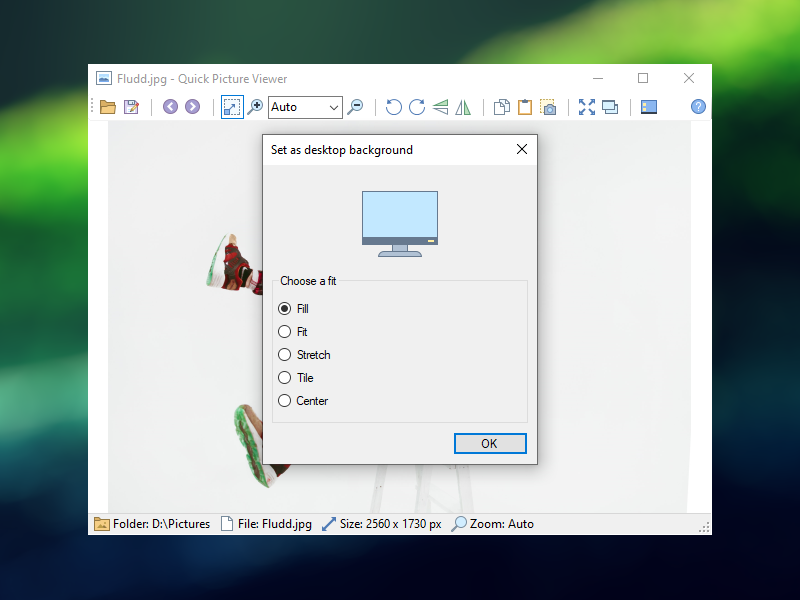 Fludd.jpg - Quick Picture Viewer
Auto
Set as desktop background
Choose a fit
Fill
Fit
Stretch
Tile
Center
OK
Folder: D:\Pictures File: Fludd.jpg Size: 2560 x 1730 px Zoom: Auto